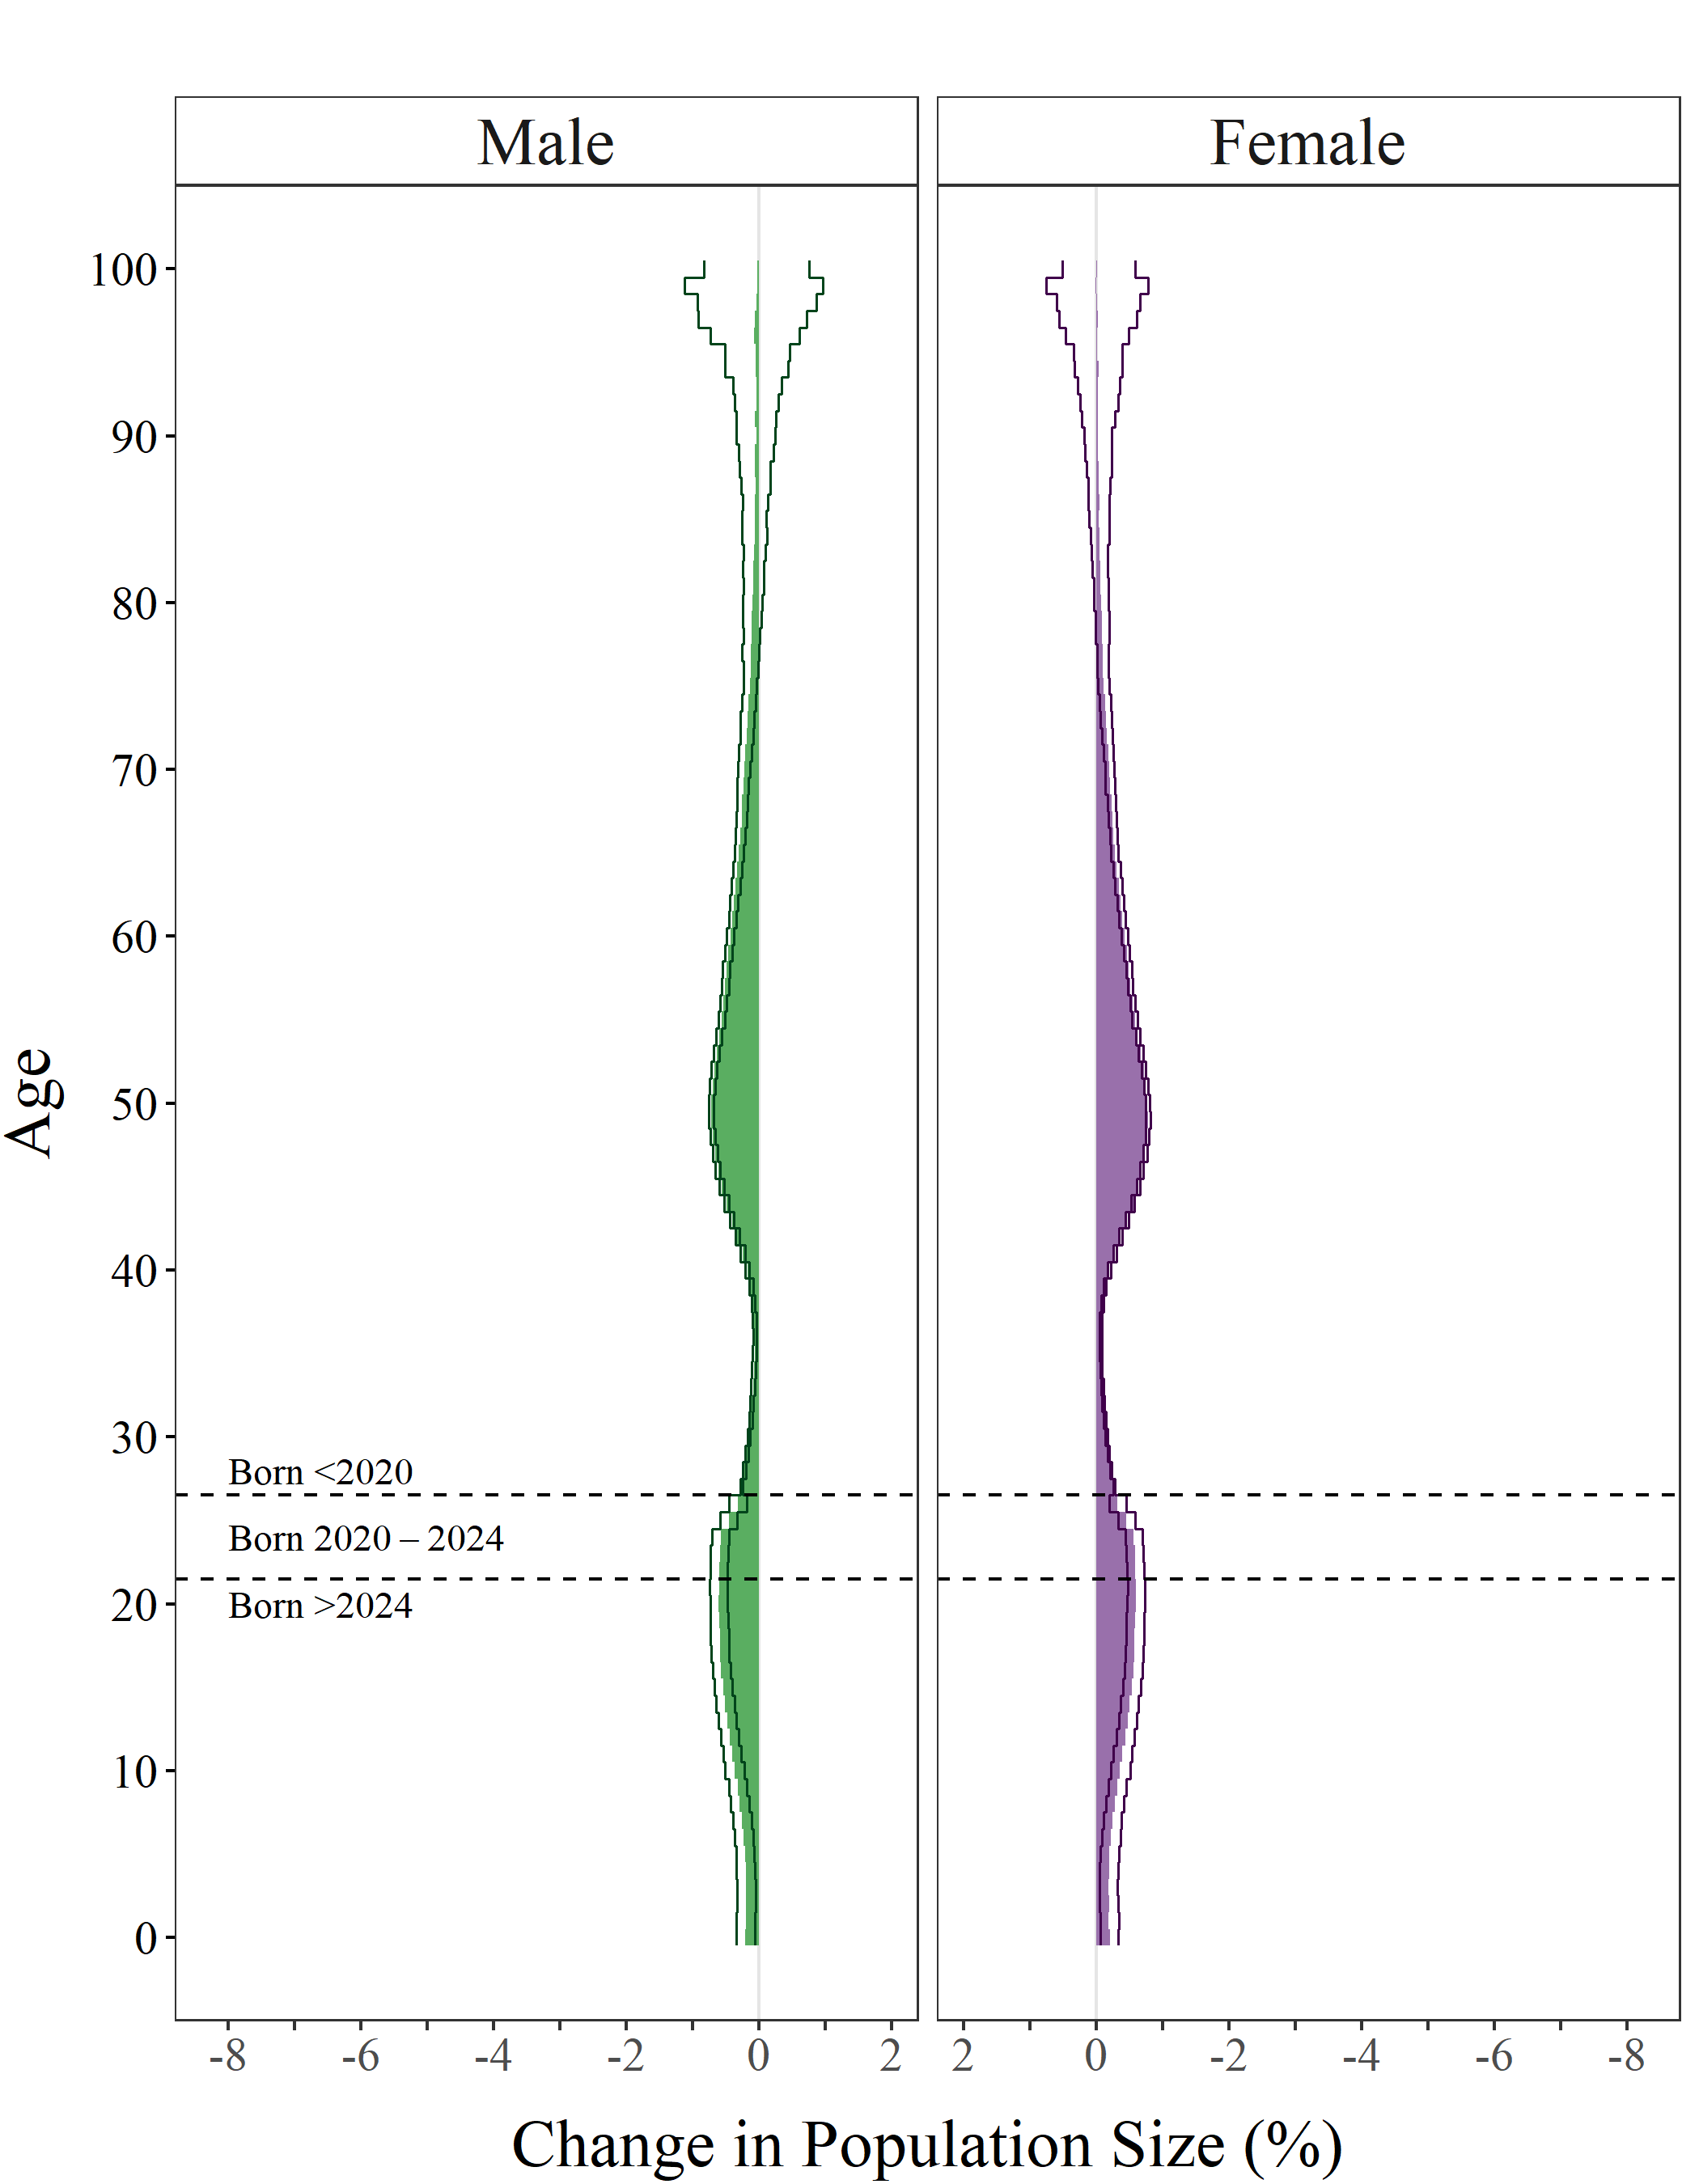 Male
Female
Age
100
90
80
70
60
50
40
30
20
10
0
Born <2020
Born 2020 – 2024
Born >2024
-8 -6 -4 -2 0 2
2 0 -2 -4 -6 -8
Change in Population Size (%)